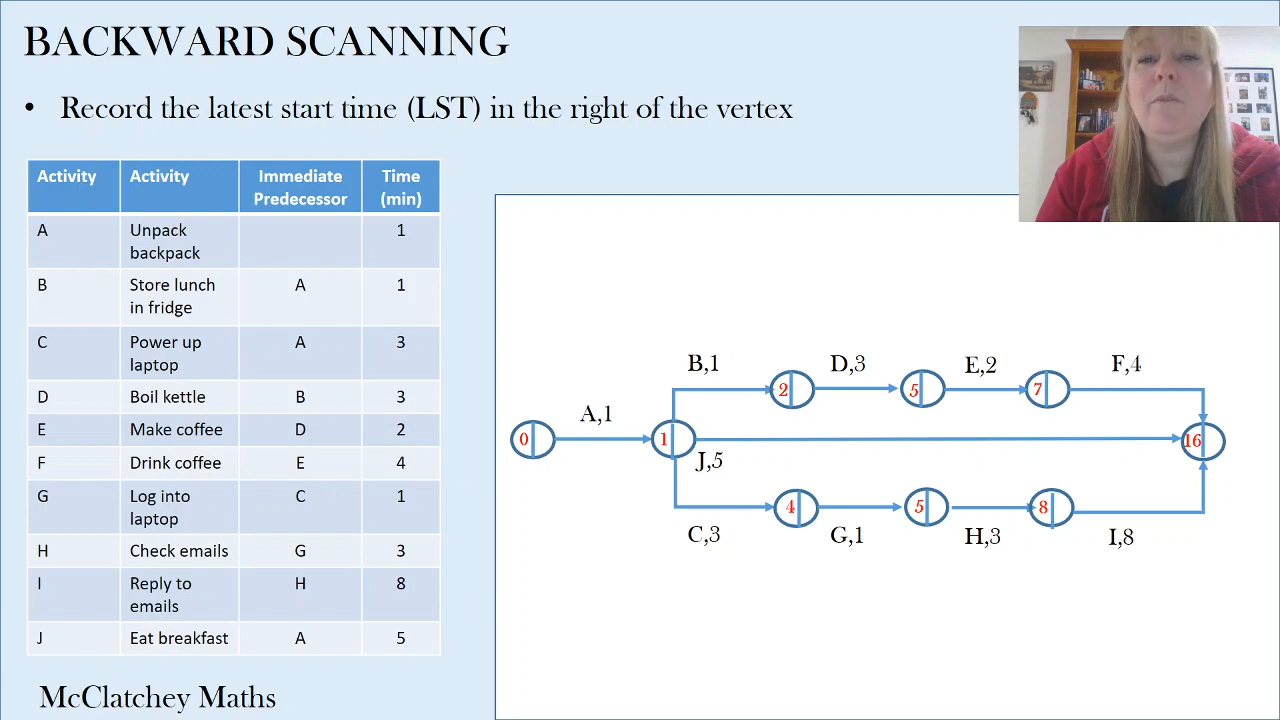 BACKWARD SCANNING
• Record the latest start time (LST) in the right of the vertex
Activity Activity Immediate Predecessor Time (min)
A Unpack backpack 1
B Store lunch in fridge A 1
C Power up laptop A 3
D Boil kettle B 3
E Make coffee D 2
F Drink coffee E 4
G Log into laptop C 1
H Check emails G 3
I Reply to emails H 8
J Eat breakfast A 5
B,1 D,3 E,2 F,4
2 5 7
A,1
0 1 16
J,5
4 5 8
C,3 G,1 H,3 I,8
McClatchey Maths